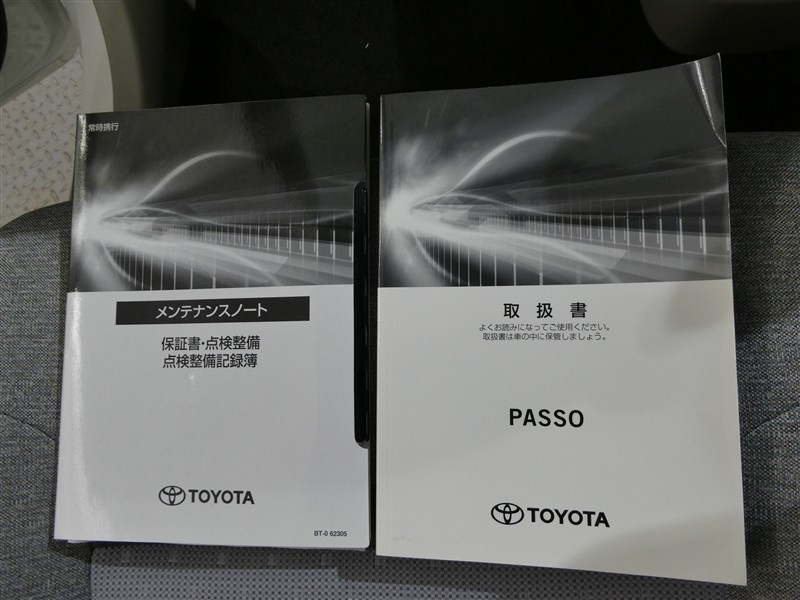 常時携行
メンテナンスノート
保証書・点検整備
点検整備記録簿
TOYOTA
BT-0 62305
取扱書
よくお読みになってご使用ください。
取扱書は車の中に保管しましょう。
PASSO
TOYOTA